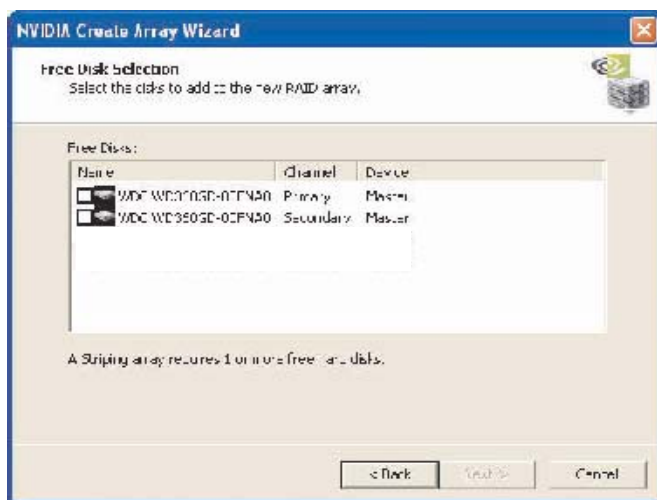 NVIDIA Create Array Wizard
Free Disk Selection
Select the disks to add to the new RAID array.
Free Disks:
Name Channel Device
WDC Primary Master
WDC Secondary Master
A Striping array requires 1 or more free hard disks.
< Back Next > Cancel